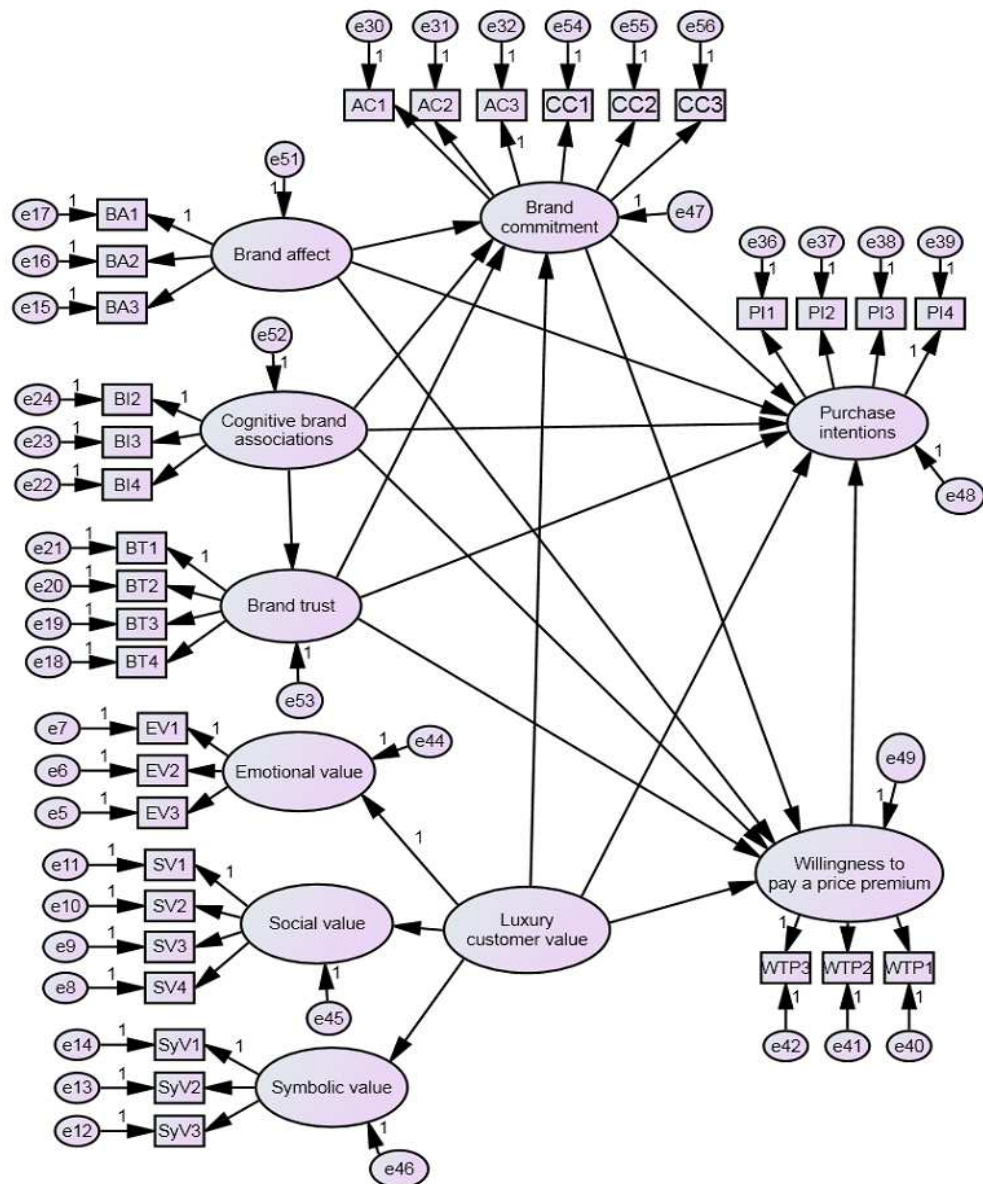 e30 e31 e32 e54 e55 e56
1 1 1 1 1 1
AC1 AC2 AC3 CC1 CC2 CC3
1
e51
1
Brand
commitment
1
e47
e17 1 BA1 1
e16 1 BA2
e15 1 BA3
Brand affect
e36 e37 e38 e39
1 1 1 1
PI1 PI2 PI3 PI4
1
e52
1
e24 1 BI2 1
e23 1 BI3
e22 1 BI4
Cognitive brand
associations
Purchase
intentions
1
e48
e21 1 BT1 1
e20 1 BT2
e19 1 BT3
e18 1 BT4
Brand trust
1
e53
e7 1 EV1 1
e6 1 EV2
e5 1 EV3
Emotional value
1
e44
1
e49
1
Willingness to
pay a price premium
e11 1 SV1 1
e10 1 SV2
e9 1 SV3
e8 1 SV4
Social value
1
e45
Luxury
customer value
1
WTP3 WTP2 WTP1
1 1 1
e42 e41 e40
e14 1 SyV1 1
e13 1 SyV2
e12 1 SyV3
Symbolic value
1
e46